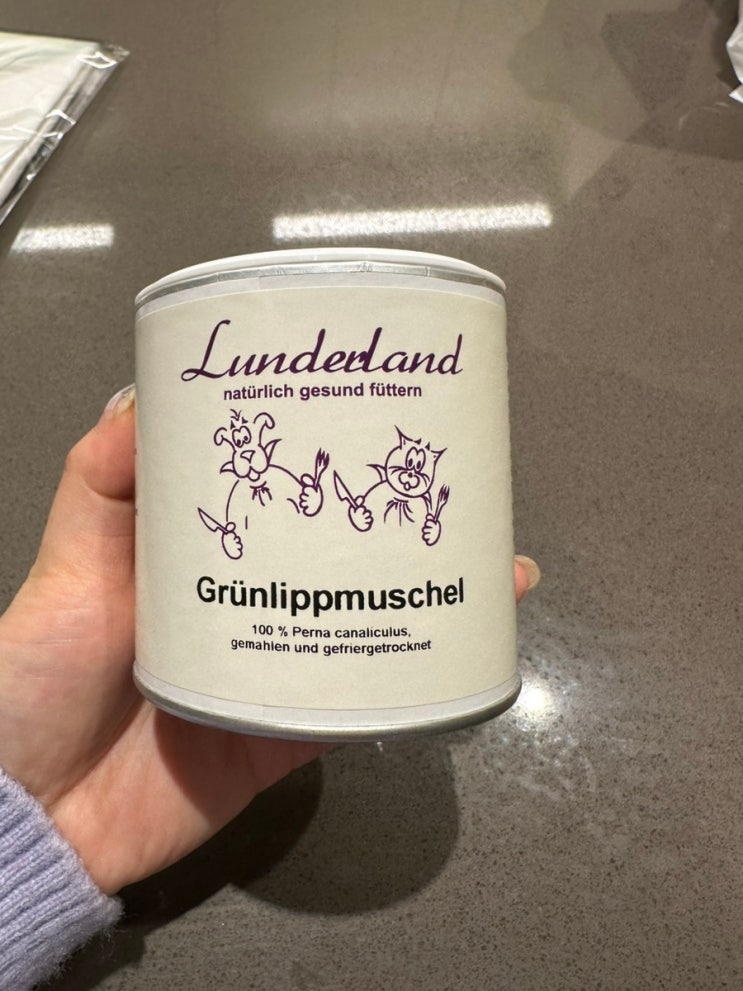 Lunderland
natürlich gesund füttern
Grünlippmuschel
100 % Perna canaliculus,
gemahlen und gefriergetrocknet